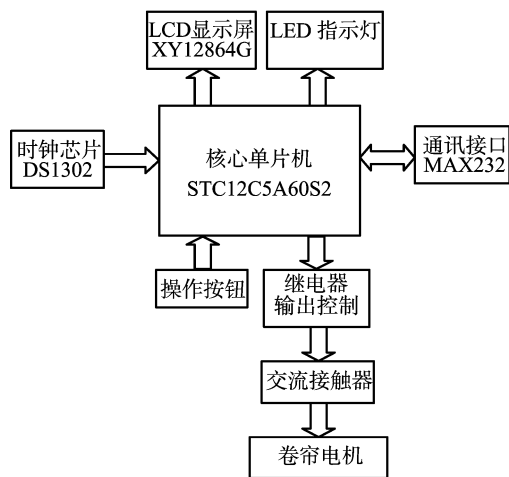 LCD显示屏
XY12864G
LED 指示灯
时钟芯片
DS1302
核心单片机
STC12C5A60S2
通讯接口
MAX232
操作按钮
继电器
输出控制
交流接触器
卷帘电机